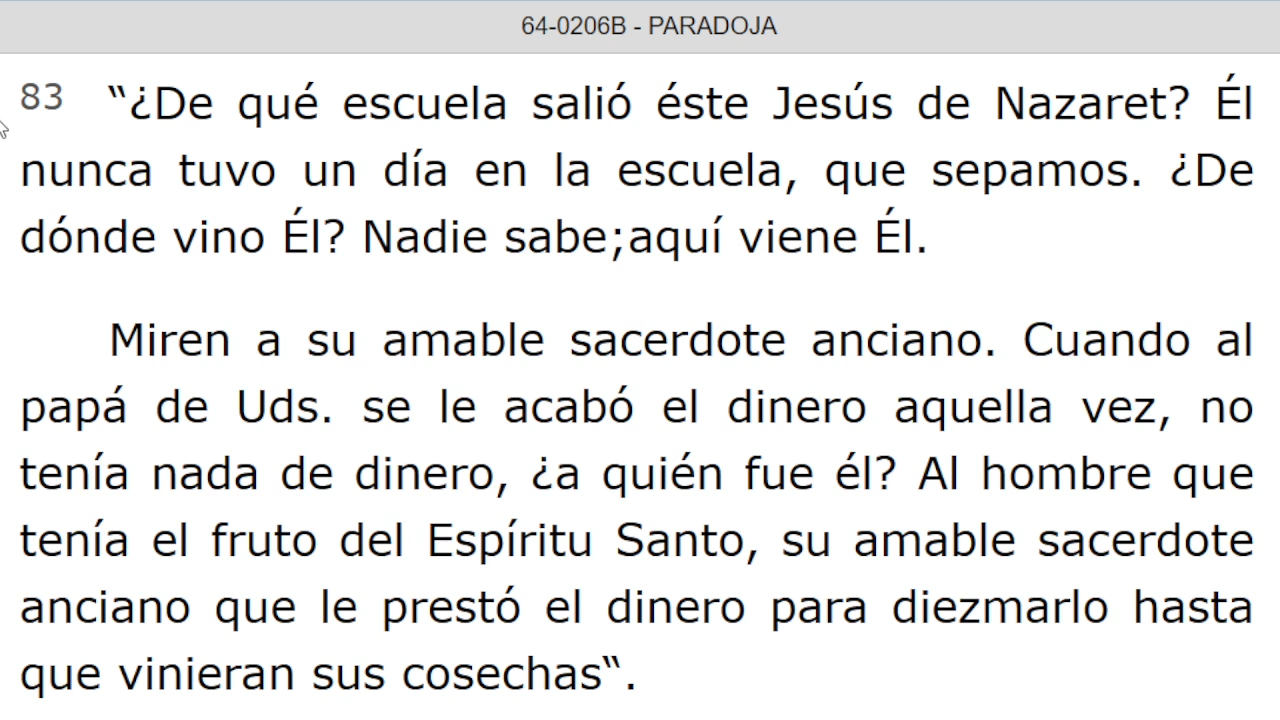 64-0206B - PARADOJA
83 “¿De qué escuela salió éste Jesús de Nazaret? Él
nunca tuvo un día en la escuela, que sepamos. ¿De
dónde vino Él? Nadie sabe;aquí viene Él.
Miren a su amable sacerdote anciano. Cuando al
papá de Uds. se le acabó el dinero aquella vez, no
tenía nada de dinero, ¿a quién fue él? Al hombre que
tenía el fruto del Espíritu Santo, su amable sacerdote
anciano que le prestó el dinero para diezmarlo hasta
que vinieran sus cosechas“.